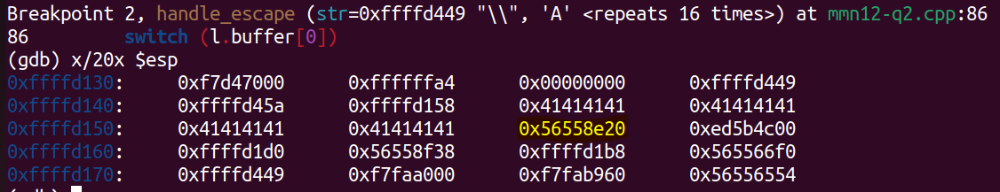 Breakpoint 2, handle_escape (str=0xffffd449 "\\", 'A' <repeats 16 times>) at mmn12-q2.cpp:86
86 switch (l.buffer[0])
(gdb) x/20x $esp
0xffffd130: 0xf7d47000 0xffffffa4 0x00000000 0xffffd449
0xffffd140: 0xffffd45a 0xffffd158 0x41414141 0x41414141
0xffffd150: 0x41414141 0x41414141 0x56558e20 0xed5b4c00
0xffffd160: 0xffffd1d0 0x56558f38 0xffffd1b8 0x565566f0
0xffffd170: 0xffffd449 0xf7faa000 0xf7fab960 0x56556554